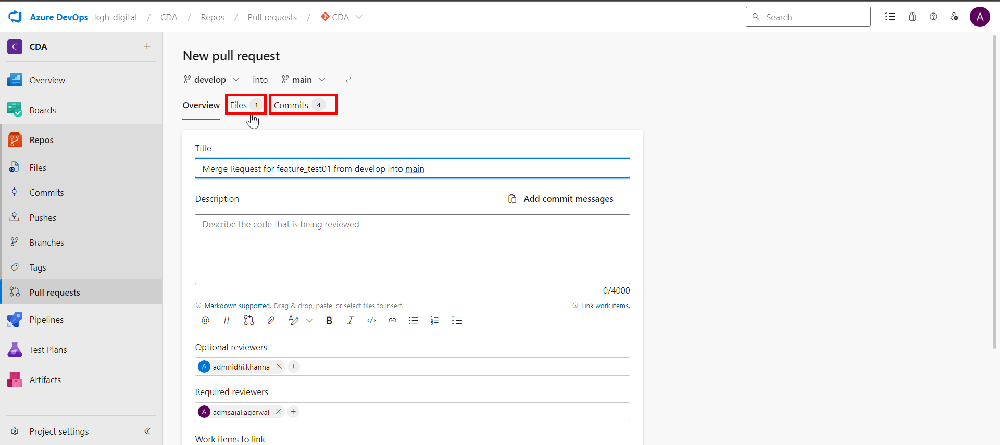 Azure DevOps kgh-digital / CDA / Repos / Pull requests / CDA Search A
C CDA
Overview
Boards
Repos
Files
Commits
Pushes
Branches
Tags
Pull requests
Pipelines
Test Plans
Artifacts
Project settings
New pull request
develop into main
Overview Files 1 Commits 4
Title
Merge Request for feature_test01 from develop into main
Description Add commit messages
Describe the code that is being reviewed
0/4000
Markdown supported. Drag & drop, paste, or select files to insert. Link work items.
Optional reviewers
A admnidhi.khanna
Required reviewers
A admsajal.agarwal
Work items to link